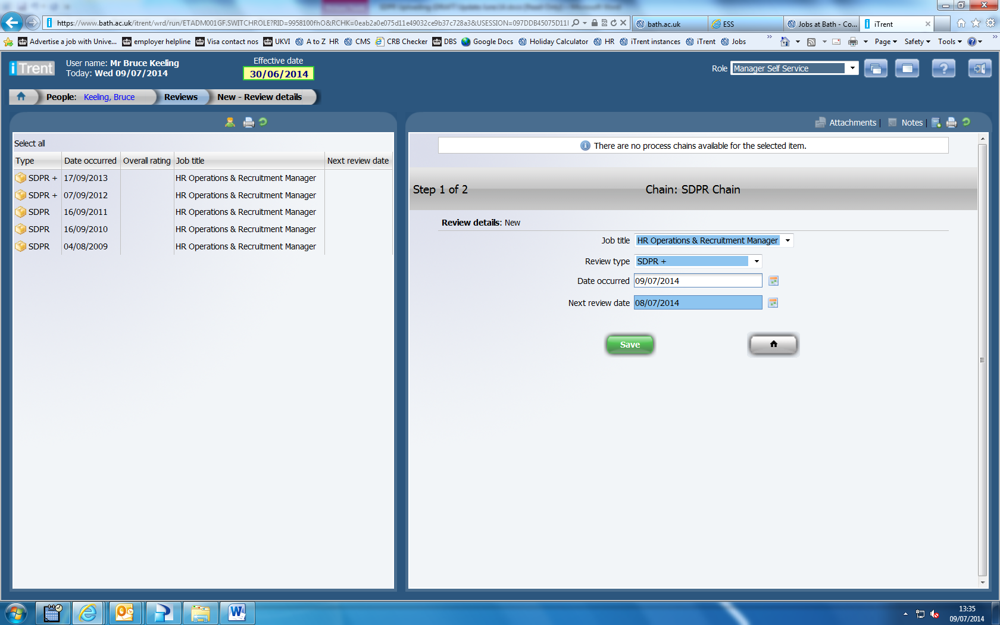 https://www.bath.ac.uk/itrent/wrd/run/ETADM001GF.SWITCHROLE?RID=9958100fhO&RCHK=0eab2a0e075d11e49032ce9b37c728a3&USESSION=097DDB45075D11I
bath.ac.uk
ESS
Jobs at Bath - Co...
iTrent
Advertise a job with Unive...
employer helpline
Visa contact nos
UKVI
A to Z HR
CMS
CRB Checker
DBS
Google Docs
Holiday Calculator
HR
iTrent instances
iTrent
Jobs
Page
Safety
Tools
iTrent
User name: Mr Bruce Keeling
Today: Wed 09/07/2014
Effective date
30/06/2014
Role
Manager Self Service
People: Keeling, Bruce
Reviews
New - Review details
Select all
Type Date occurred Overall rating Job title Next review date
SDPR + 17/09/2013 HR Operations & Recruitment Manager
SDPR + 07/09/2012 HR Operations & Recruitment Manager
SDPR 16/09/2011 HR Operations & Recruitment Manager
SDPR 16/09/2010 HR Operations & Recruitment Manager
SDPR 04/08/2009 HR Operations & Recruitment Manager
Attachments | Notes |
There are no process chains available for the selected item.
Step 1 of 2
Chain: SDPR Chain
Review details: New
Job title HR Operations & Recruitment Manager
Review type SDPR +
Date occurred 09/07/2014
Next review date 08/07/2014
Save
13:35
09/07/2014